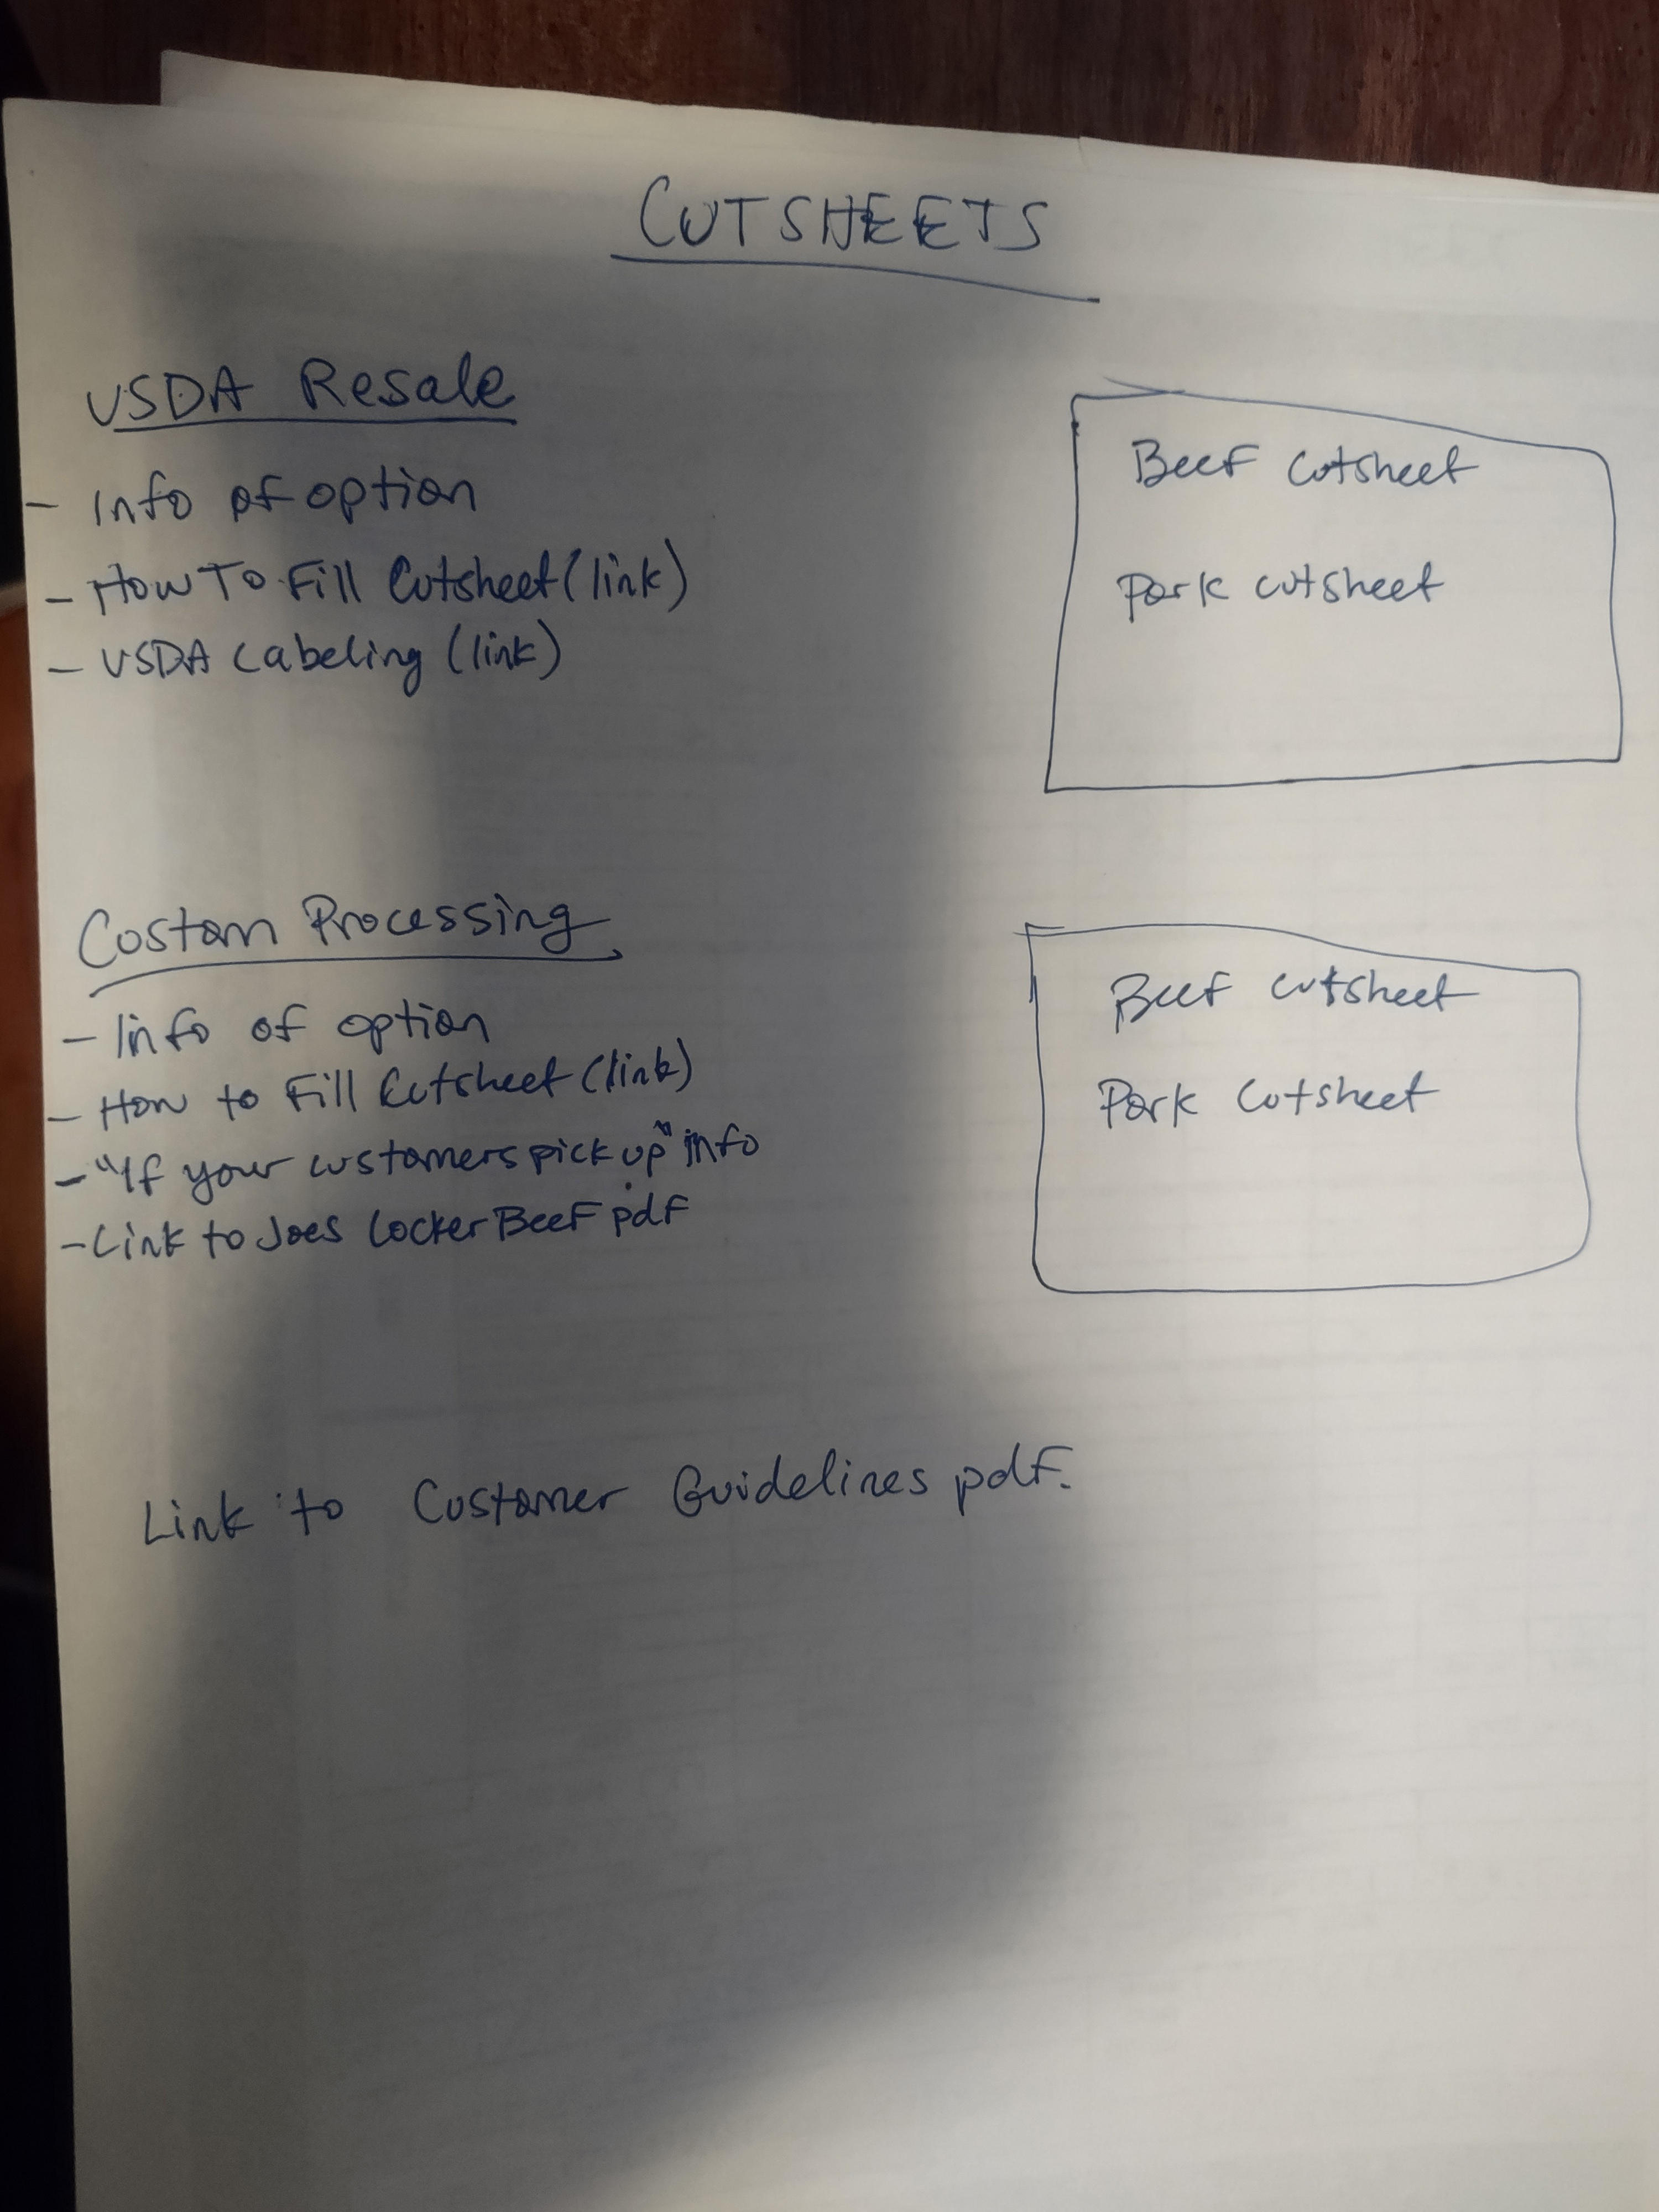 CUTSHEETS
USDA Resale
- Info of option
- How To Fill Cutsheet (link)
- USDA Labeling (link)
Beef Cutsheet
Pork cutsheet
Custom Processing
- Info of option
- How to Fill Cutsheet (link)
- "If your customers pick up" info
- Link to Joes Locker Beef pdf
Beef cutsheet
Pork Cutsheet
Link to Customer Guidelines pdf.